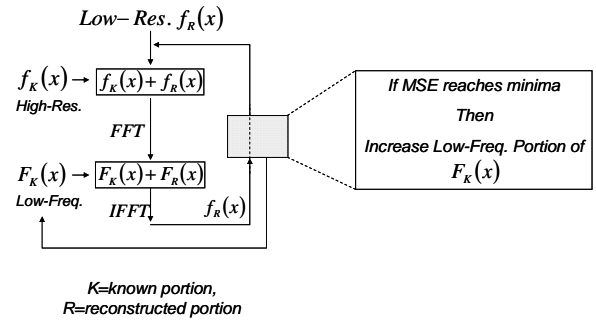 Low-Res. f_R(x)
f_K(x)
High-Res.
f_K(x)+f_R(x)
FFT
F_K(x)
Low-Freq.
F_K(x)+F_R(x)
IFFT
f_R(x)
If MSE reaches minima
Then
Increase Low-Freq. Portion of
F_K(x)
K=known portion,
R=reconstructed portion